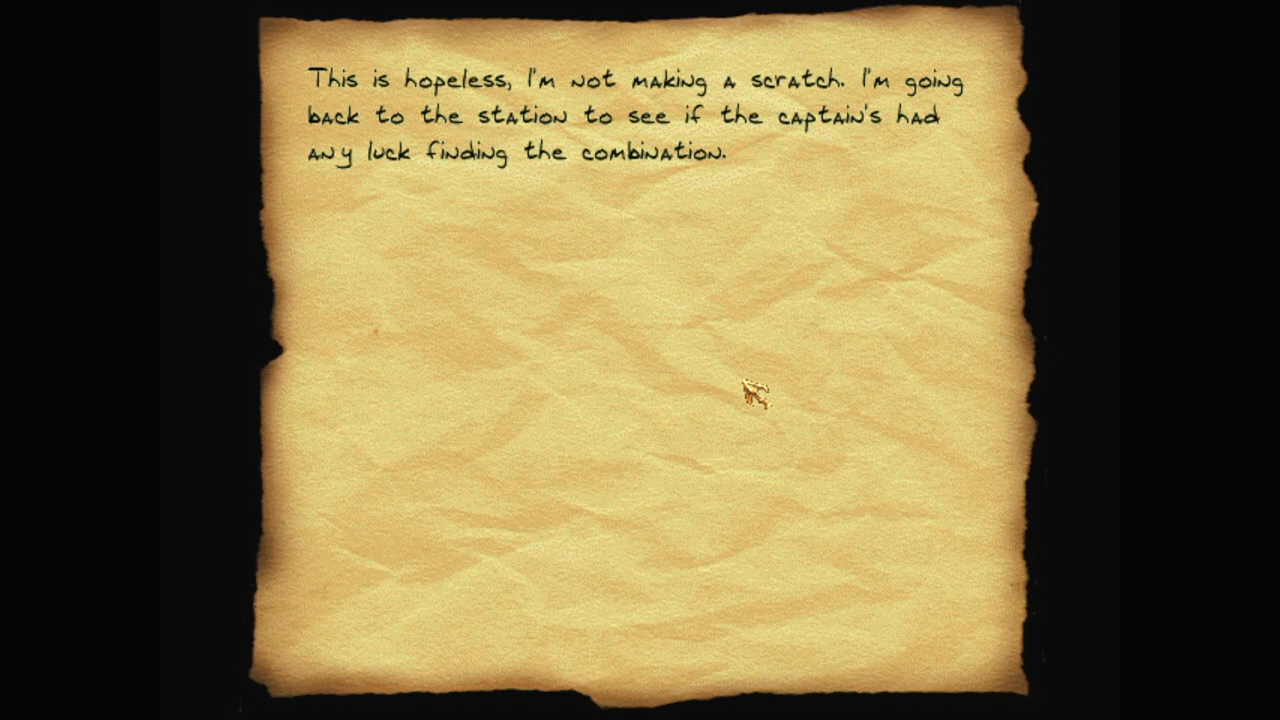 This is hopeless, I'm not making a scratch. I'm going
back to the station to see if the captain's had
any luck finding the combination.